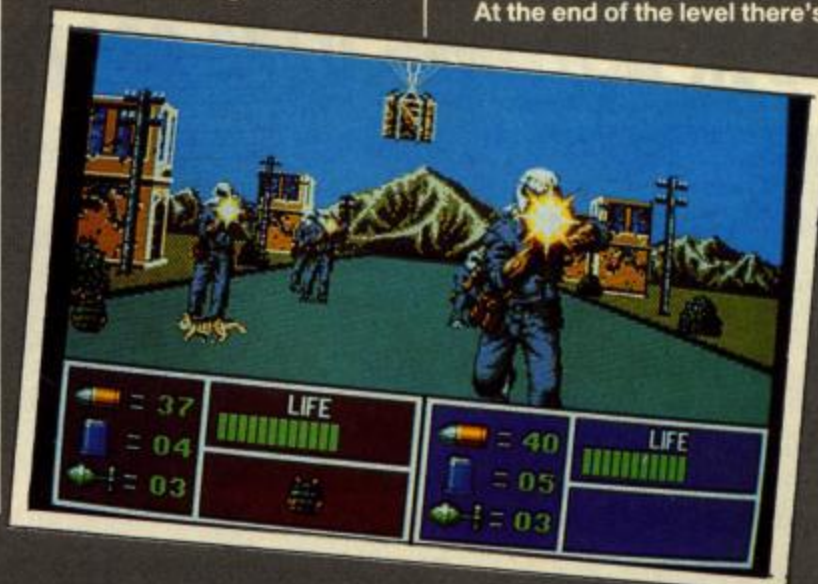 At the end of the level there's
LIFE
= 37
= 04
= 03
LIFE
= 40
= 05
= 03